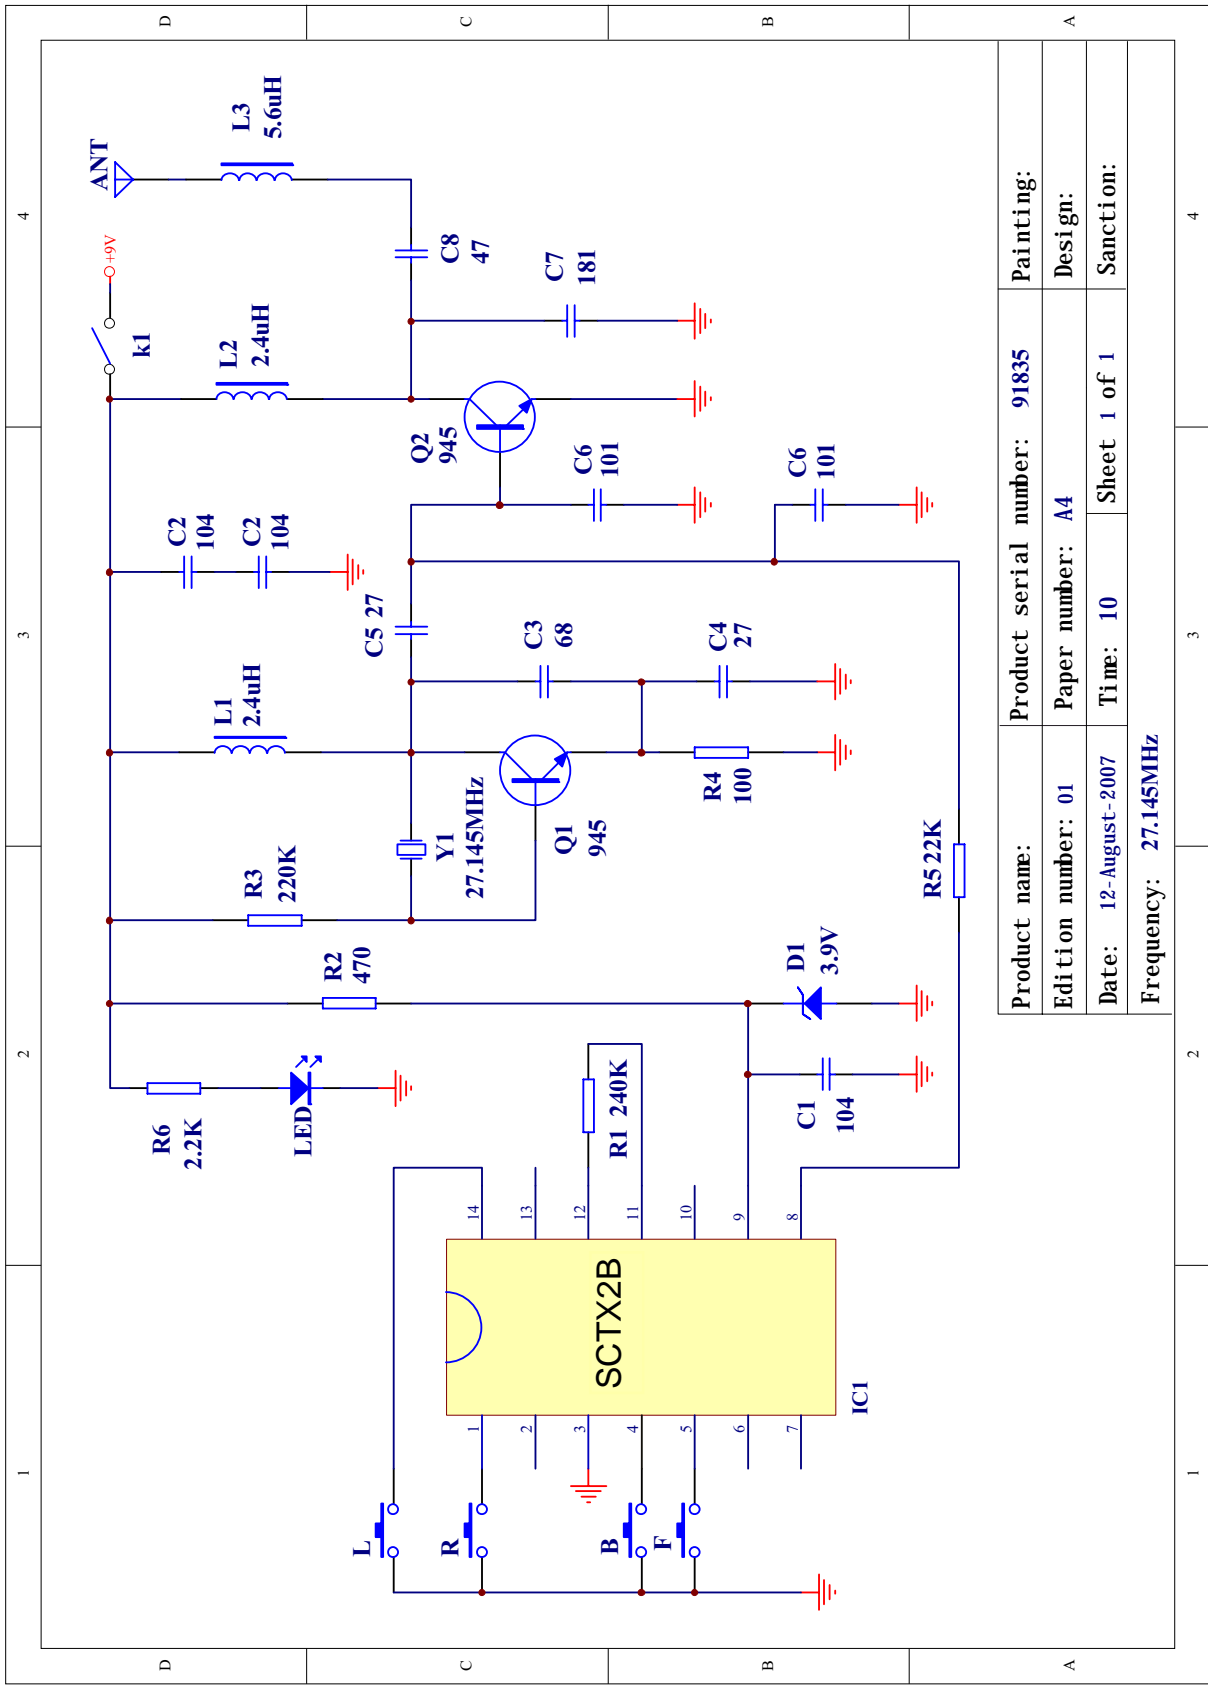 1
2
3
4
D
C
B
A
ANT
L3
5.6uH
+9V
k1
L2
2.4uH
C8
47
C7
181
Q2
945
C6
101
C6
101
C2
104
C2
104
C5 27
C3
68
C4
27
L1
2.4uH
Y1
27.145MHz
Q1
945
R4
100
R3
220K
R2
470
R5 22K
D1
3.9V
R6
2.2K
LED
R1 240K
C1
104
14
13
12
11
10
9
8
SCTX2B
IC1
1
2
3
4
5
6
7
L
R
B
F
Product name:
Product serial number: 91835
Painting:
Edition number: 01
Paper number: A4
Design:
Date: 12-August-2007
Time: 10
Sheet 1 of 1
Sanction:
Frequency: 27.145MHz
D
C
B
A
1
2
3
4